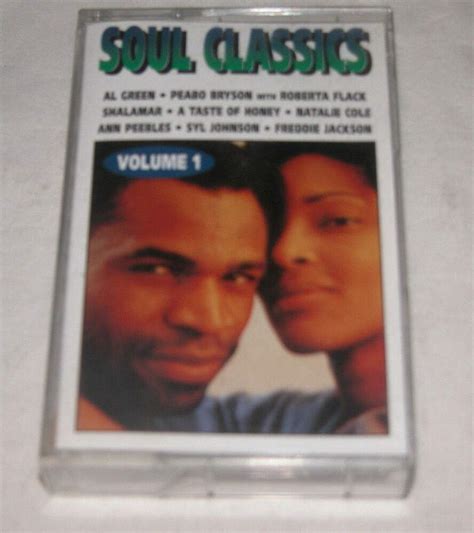 SOUL CLASSICS
AL GREEN • PEABO BRYSON WITH ROBERTA FLACK
SHALAMAR • A TASTE OF HONEY • NATALIE COLE
ANN PEEBLES • SYL JOHNSON • FREDDIE JACKSON
VOLUME 1